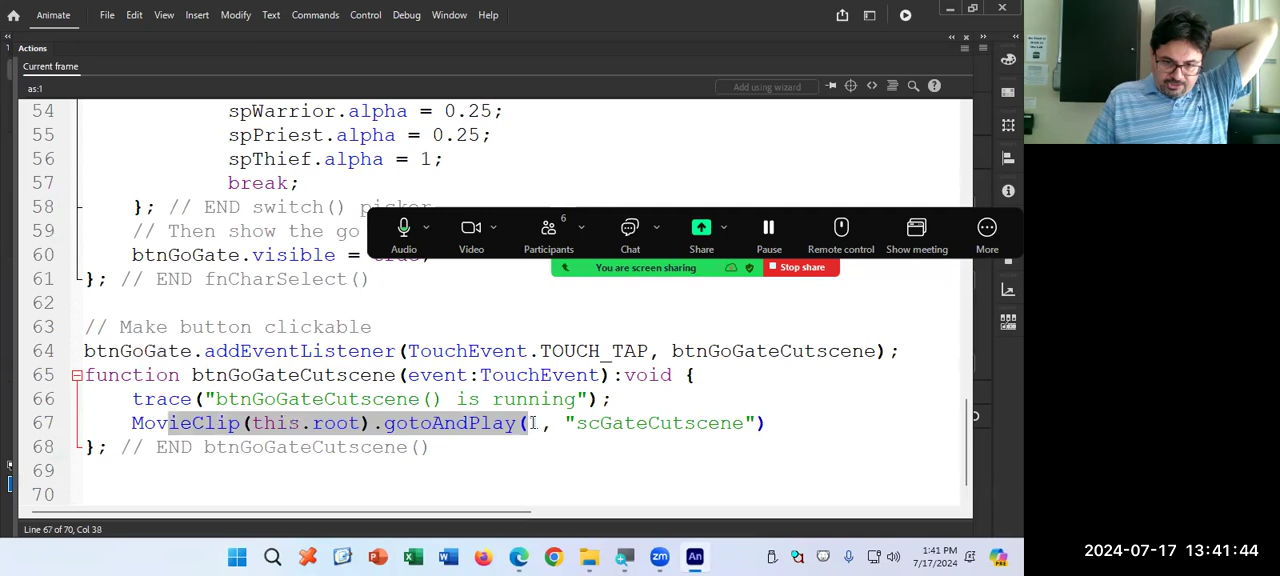 Animate File Edit View Insert Modify Text Commands Control Debug Window Help
Actions
Current frame
as:1
Add using wizard
54 spWarrior.alpha = 0.25;
55 spPriest.alpha = 0.25;
56 spThief.alpha = 1;
57 break;
58 }; // END switch() picker
59 // Then show the go
60 btnGoGate.visible = true;
61 }; // END fnCharSelect()
62
63 // Make button clickable
64 btnGoGate.addEventListener(TouchEvent.TOUCH_TAP, btnGoGateCutscene);
65 function btnGoGateCutscene(event:TouchEvent):void {
66 trace("btnGoGateCutscene() is running");
67 MovieClip(this.root).gotoAndPlay(, "scGateCutscene")
68 }; // END btnGoGateCutscene()
69
70
6
Audio Video Participants Chat Share Pause Remote control Show meeting More
You are screen sharing Stop share
Line 67 of 70, Col 38
zm An
1:41 PM
7/17/2024
PRE
2024-07-17 13:41:44